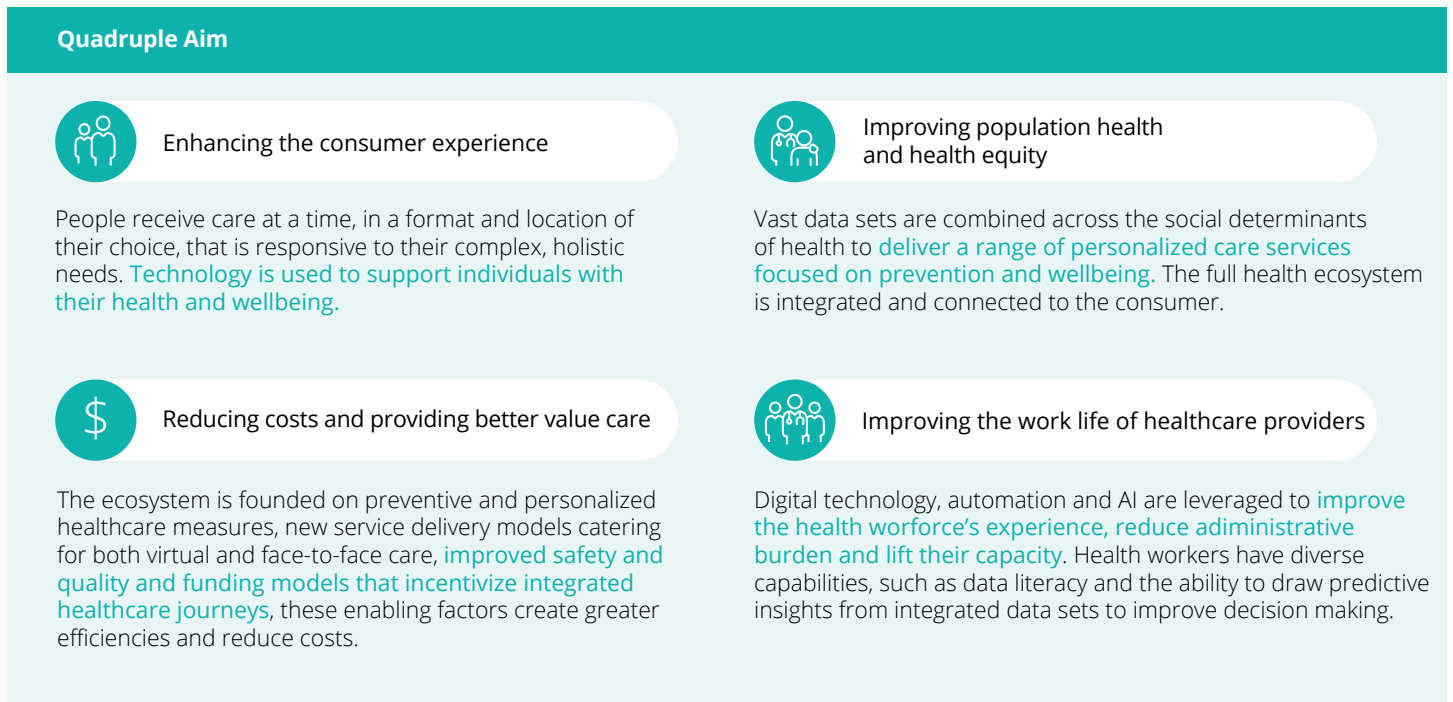 Quadruple Aim
Enhancing the consumer experience
People receive care at a time, in a format and location of
their choice, that is responsive to their complex, holistic
needs. Technology is used to support individuals with
their health and wellbeing.
Improving population health
and health equity
Vast data sets are combined across the social determinants
of health to deliver a range of personalized care services
focused on prevention and wellbeing. The full health ecosystem
is integrated and connected to the consumer.
$
Reducing costs and providing better value care
The ecosystem is founded on preventive and personalized
healthcare measures, new service delivery models catering
for both virtual and face-to-face care, improved safety and
quality and funding models that incentivize integrated
healthcare journeys, these enabling factors create greater
efficiencies and reduce costs.
Improving the work life of healthcare providers
Digital technology, automation and AI are leveraged to improve
the health worforce’s experience, reduce adiministrative
burden and lift their capacity. Health workers have diverse
capabilities, such as data literacy and the ability to draw predictive
insights from integrated data sets to improve decision making.